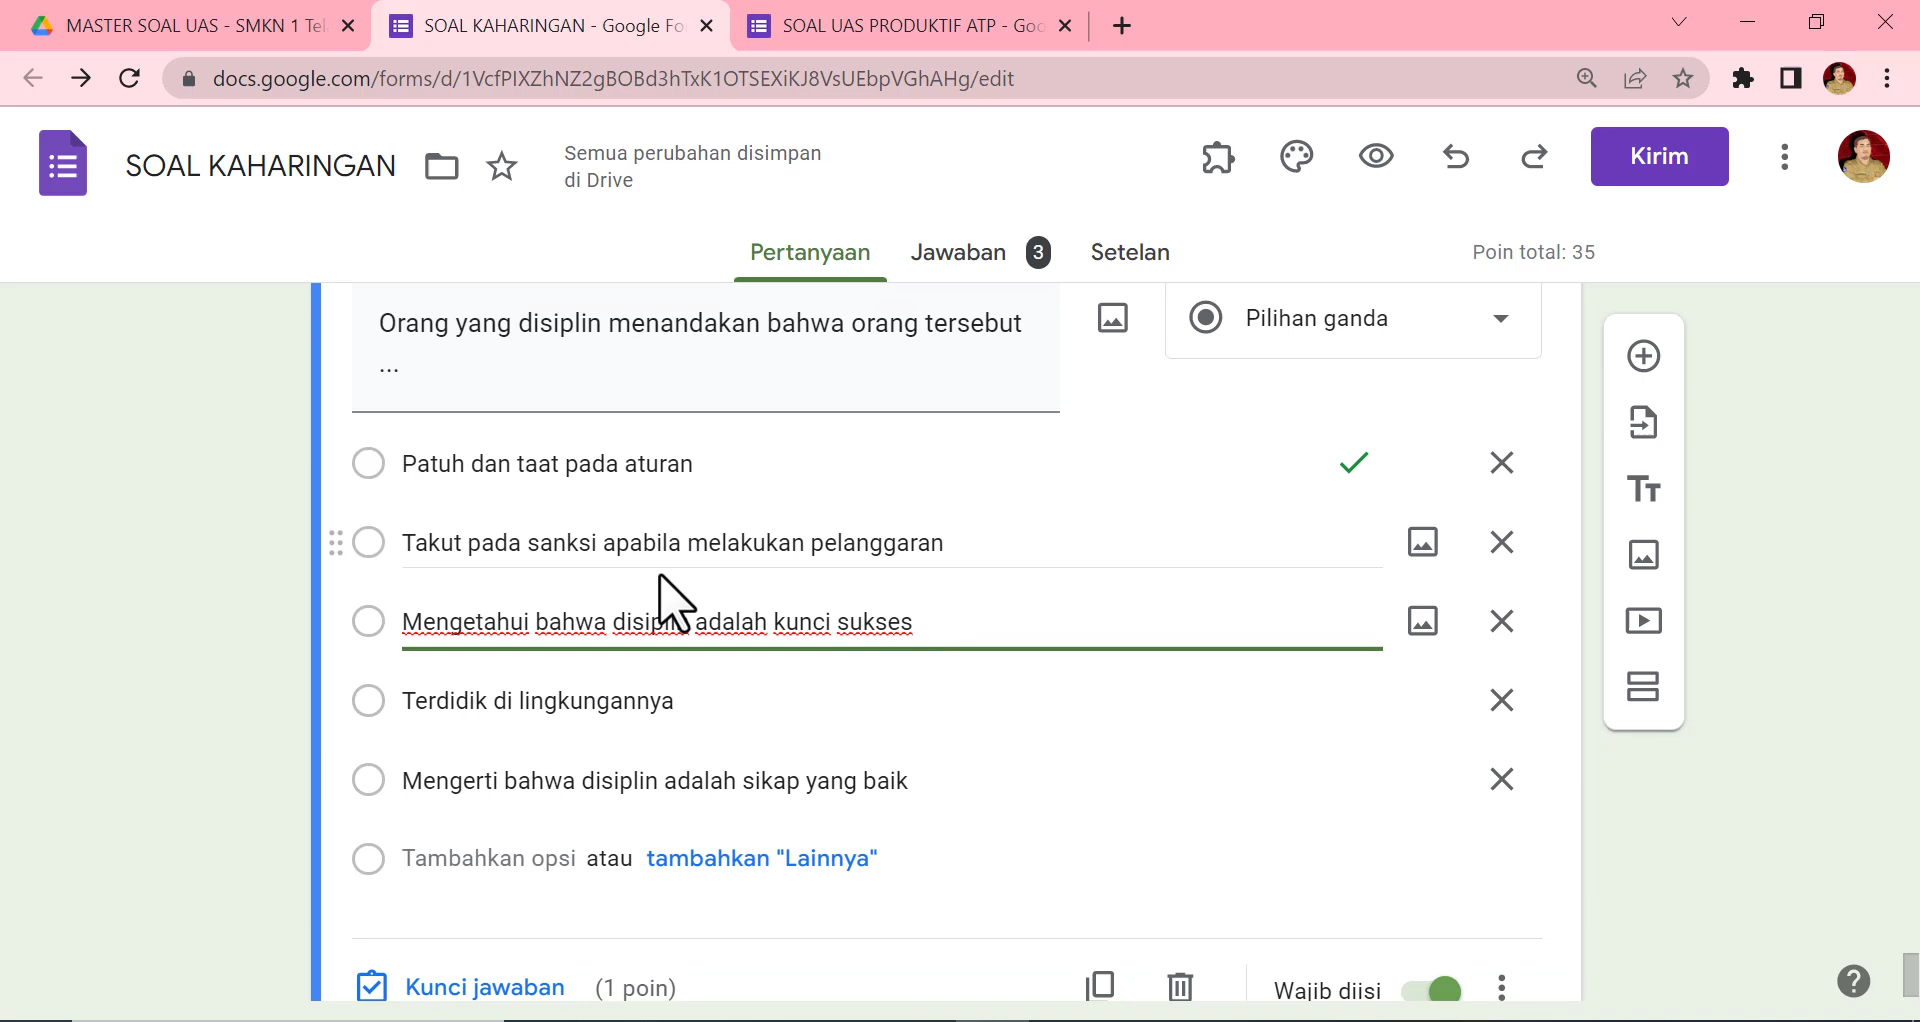 MASTER SOAL UAS - SMKN 1 Tel
SOAL KAHARINGAN - Google Fo
SOAL UAS PRODUKTIF ATP - Goo
docs.google.com/forms/d/1VcfPIXZhNZ2gBOBd3hTxK1OTSEXiKJ8VsUEbpVGhAHg/edit
SOAL KAHARINGAN
Semua perubahan disimpan
di Drive
Kirim
Pertanyaan
Jawaban 3
Setelan
Poin total: 35
Orang yang disiplin menandakan bahwa orang tersebut
...
Pilihan ganda
Patuh dan taat pada aturan
Takut pada sanksi apabila melakukan pelanggaran
Mengetahui bahwa disiplin adalah kunci sukses
Terdidik di lingkungannya
Mengerti bahwa disiplin adalah sikap yang baik
Tambahkan opsi atau tambahkan "Lainnya"
Kunci jawaban (1 poin)
Wajib diisi